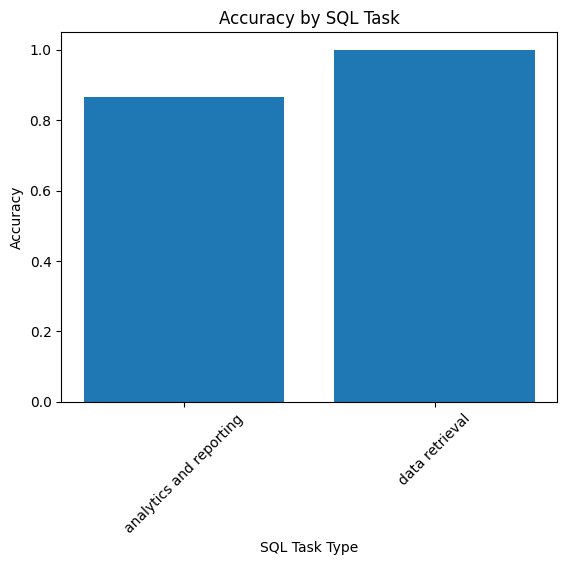 Accuracy by SQL Task
Accuracy
1.0
0.8
0.6
0.4
0.2
0.0
analytics and reporting
data retrieval
SQL Task Type